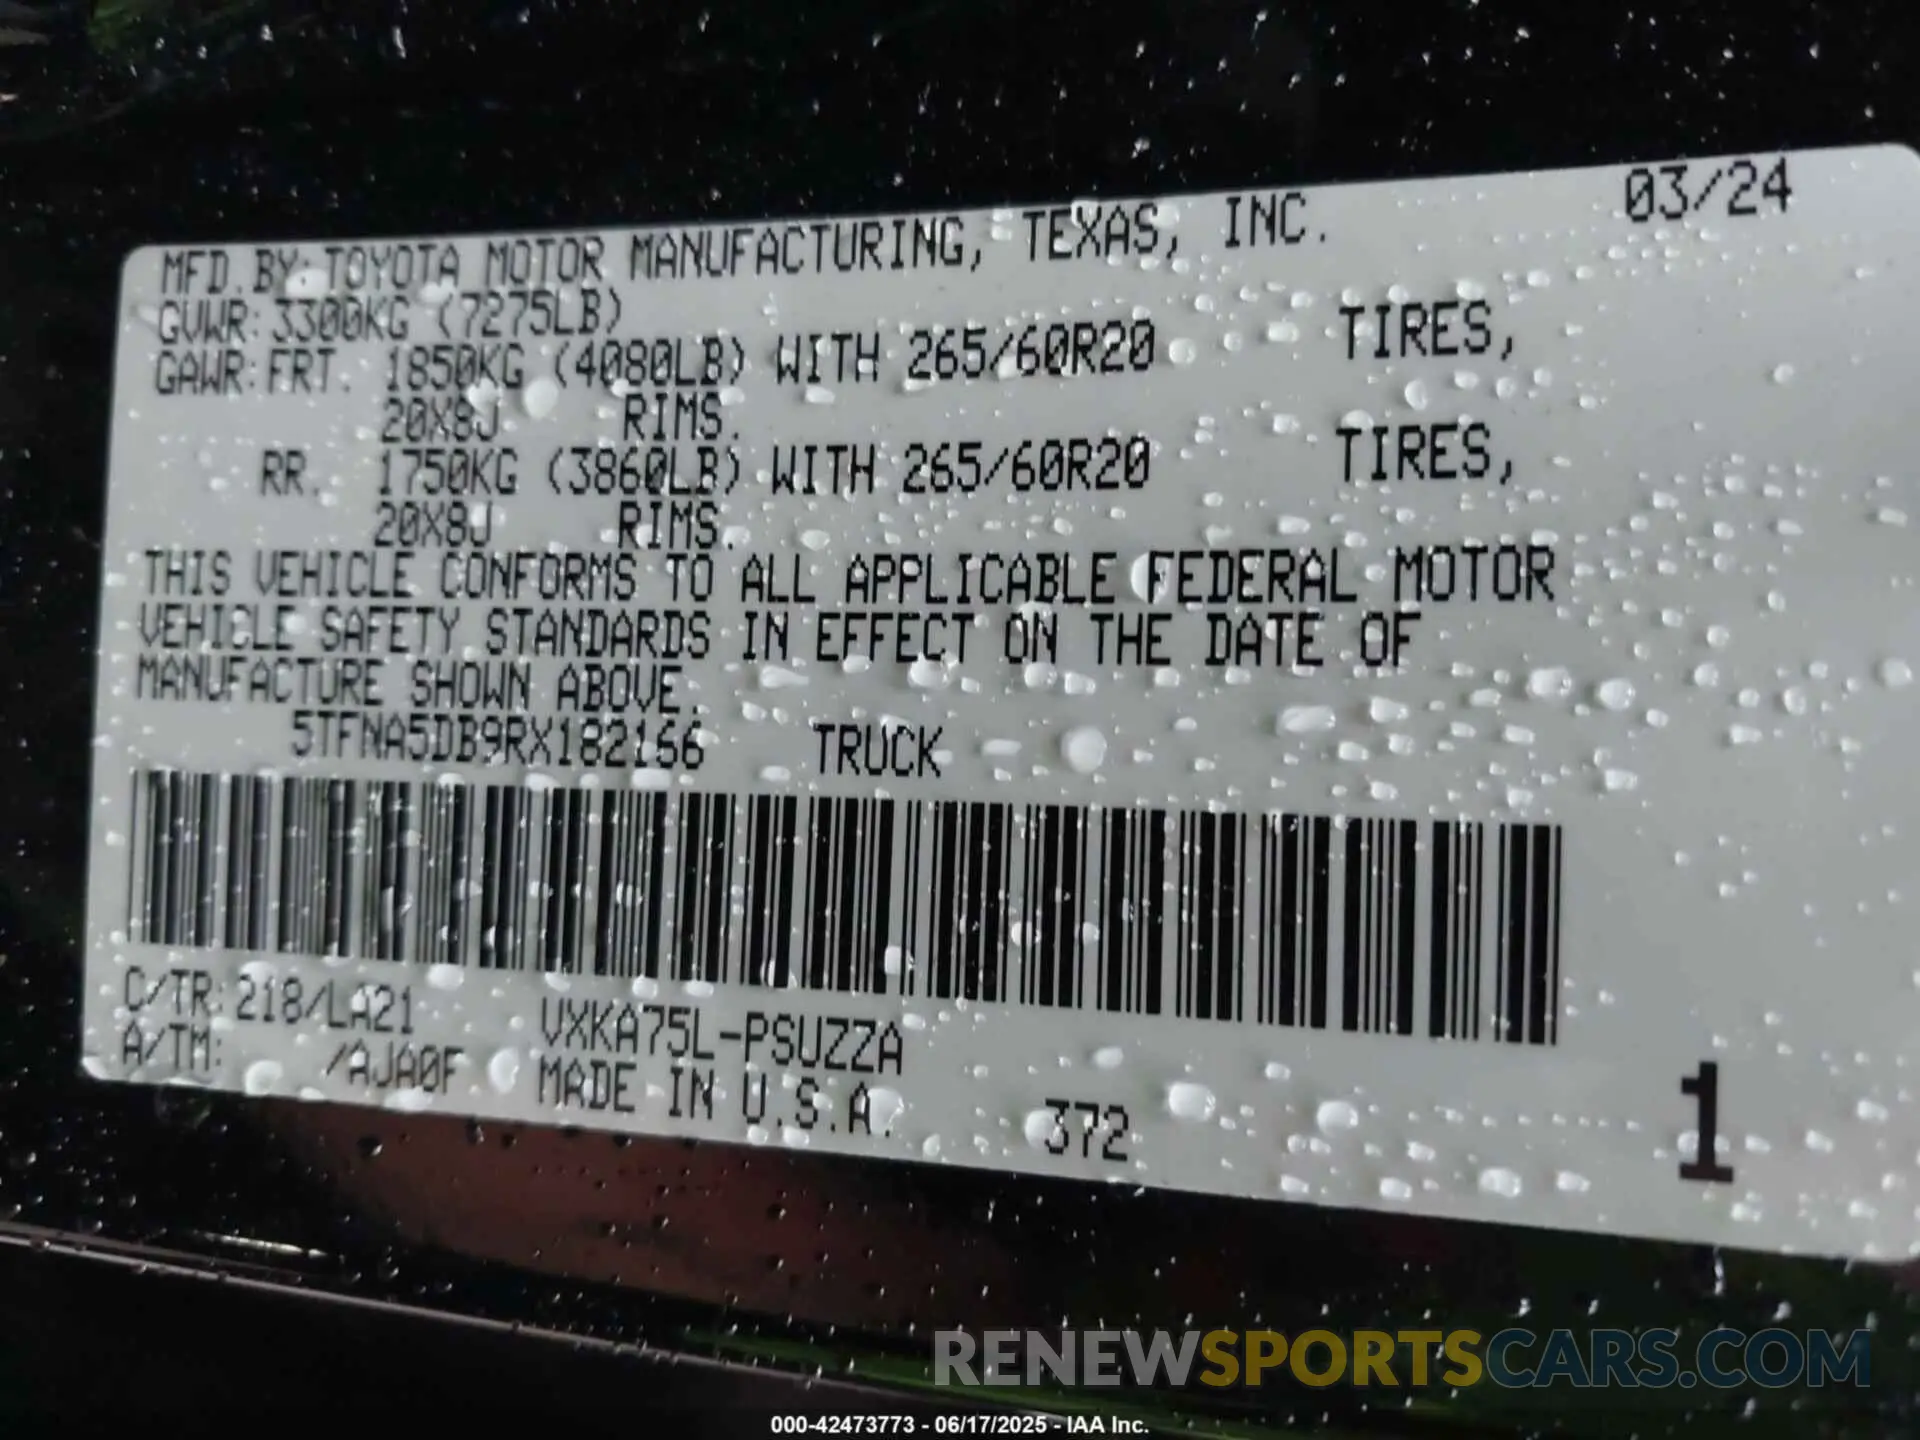 03/24
MFD. BY: TOYOTA MOTOR MANUFACTURING, TEXAS, INC.
GVWR: 3300KG (7275LB)
GAWR: FRT. 1850KG (4080LB) WITH 265/60R20 TIRES,
20X8J RIMS.
RR. 1750KG (3860LB) WITH 265/60R20 TIRES,
20X8J RIMS.
THIS VEHICLE CONFORMS TO ALL APPLICABLE FEDERAL MOTOR
VEHICLE SAFETY STANDARDS IN EFFECT ON THE DATE OF
MANUFACTURE SHOWN ABOVE.
5TFNA5DB9RX182166 TRUCK
C/TR: 218/LA21 VXKA75L-PSUZZA
A/TM: /AJA0F MADE IN U.S.A. 372
1
RENEWSPORTSCARS.COM
000-42473773 - 06/17/2025 - IAA Inc.